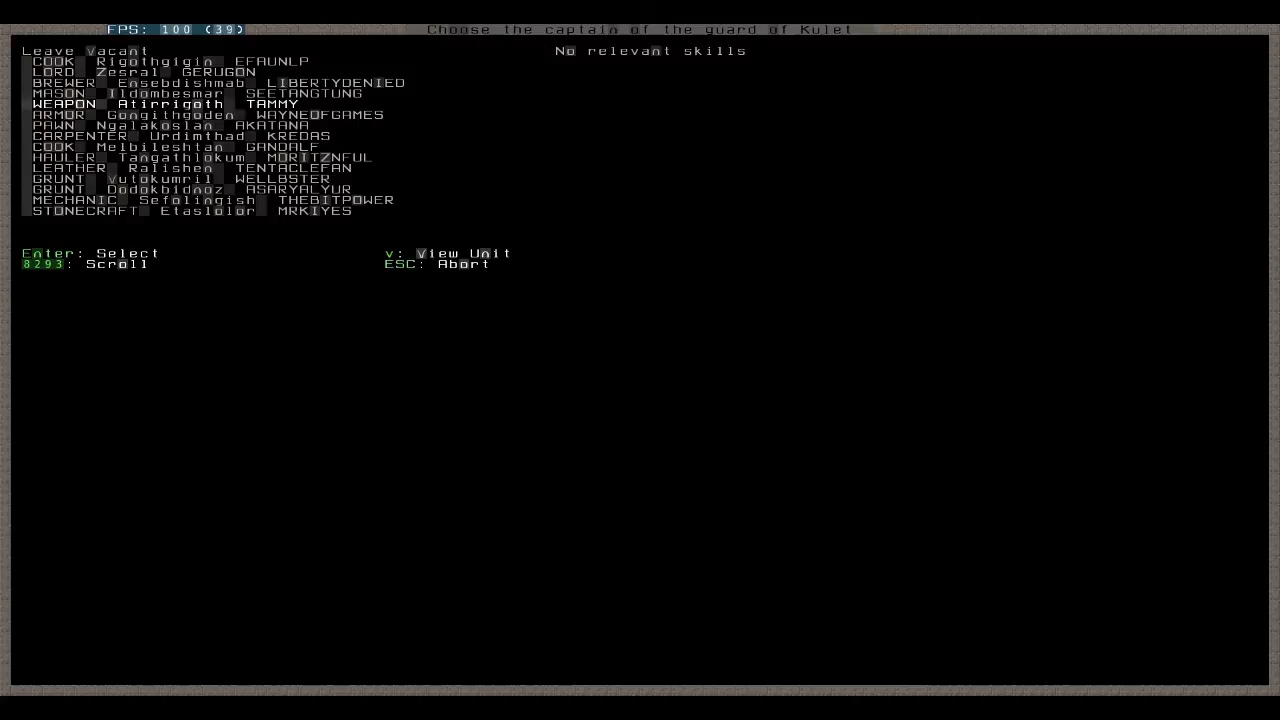 FPS: 100 (39) Choose the captain of the guard of Kulet
Leave Vacant No relevant skills
COOK Rigothgigin EFAUNLP
LORD Zesral GERUGON
BREWER Ensebdishmab LIBERTYDENIED
MASON Ildombesmar SEETANGTUNG
WEAPON Atirrigoth TAMMY
ARMOR Gongithgoden WAYNEOFGAMES
PAWN Ngalakoslan AKATANA
CARPENTER Urdimthad KREDAS
COOK Melbileshtan GANDALF
HAULER Tangathlokum MORITZNFUL
LEATHER Ralishen TENTACLEFAN
GRUNT Vutokumril WELLBSTER
GRUNT Dodokbidnoz ASARYALYUR
MECHANIC Sefolingish THEBITPOWER
STONECRAFT Etaslolor MRKIYES
Enter: Select v: View Unit
8293: Scroll ESC: Abort